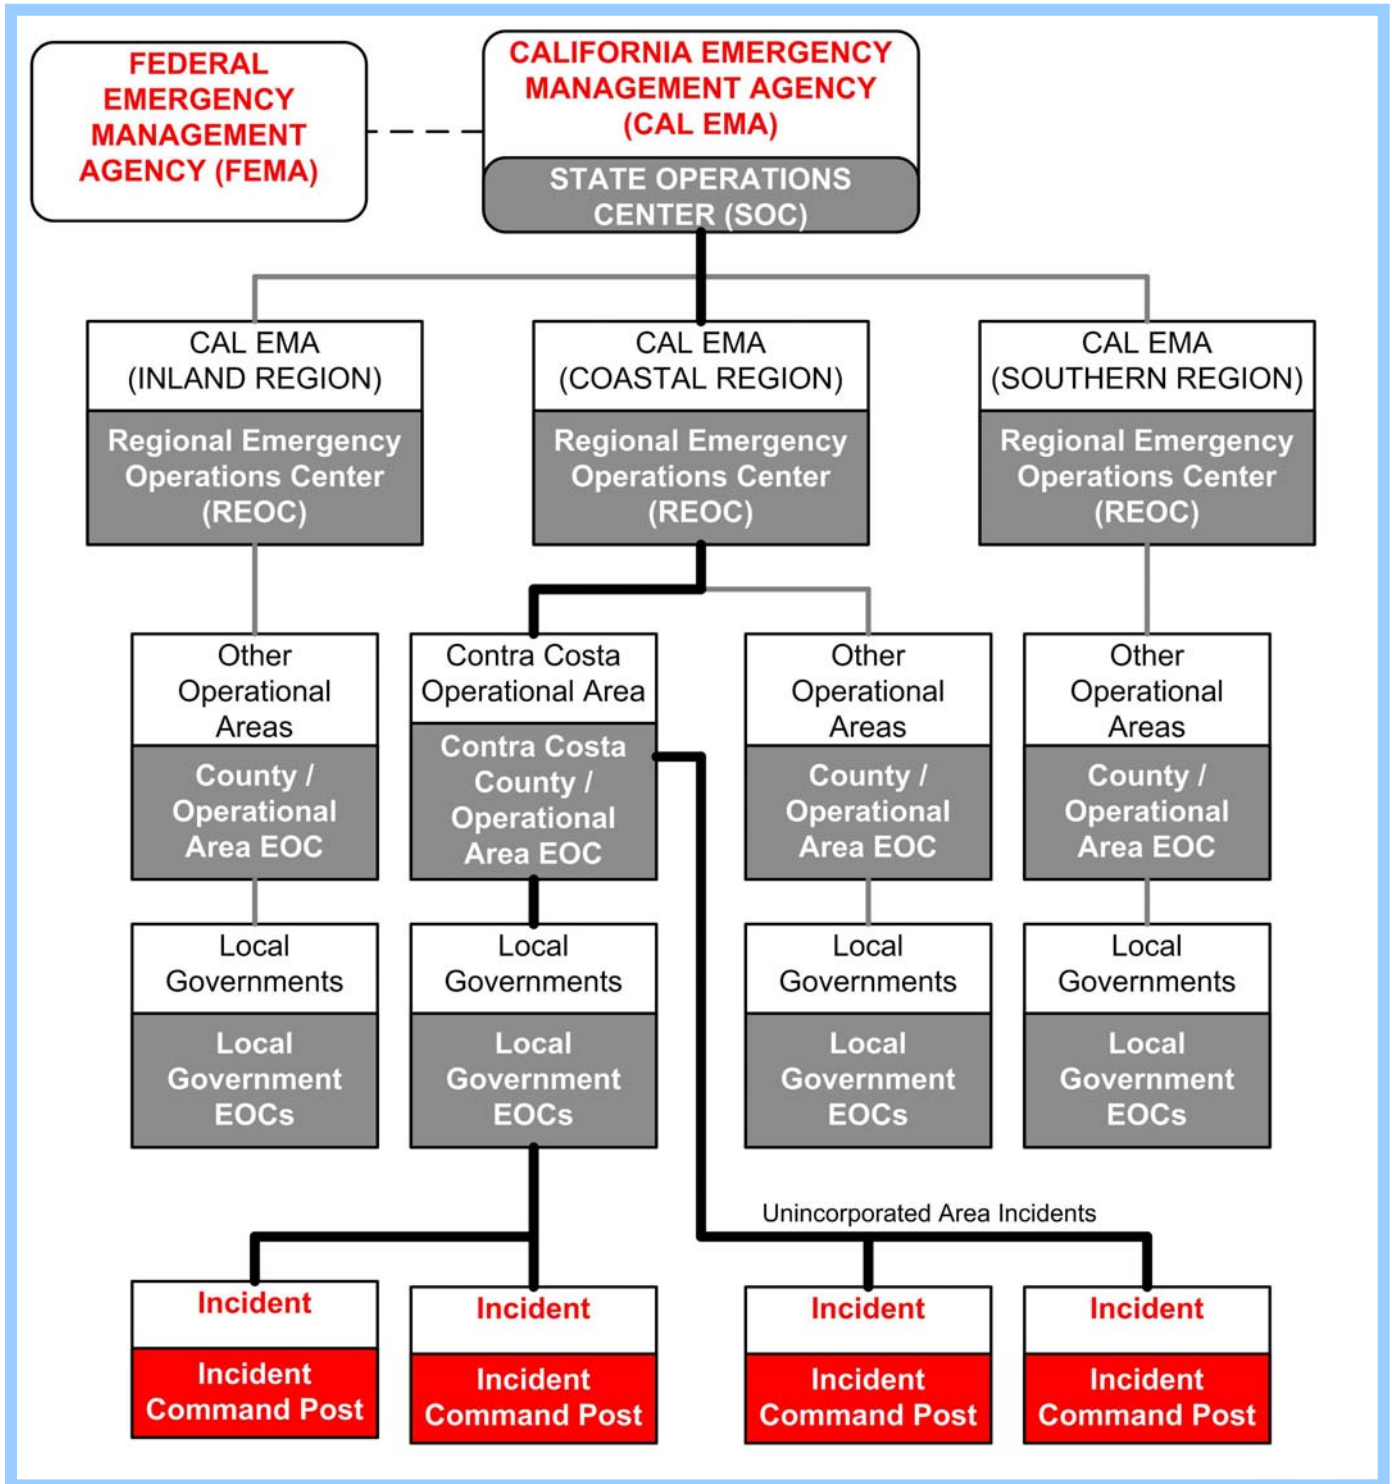 FEDERAL
EMERGENCY
MANAGEMENT
AGENCY (FEMA)
CALIFORNIA EMERGENCY
MANAGEMENT AGENCY
(CAL EMA)
STATE OPERATIONS
CENTER (SOC)
CAL EMA
(INLAND REGION)
Regional Emergency
Operations Center
(REOC)
CAL EMA
(COASTAL REGION)
Regional Emergency
Operations Center
(REOC)
CAL EMA
(SOUTHERN REGION)
Regional Emergency
Operations Center
(REOC)
Other
Operational
Areas
County /
Operational
Area EOC
Contra Costa
Operational Area
Contra Costa
County /
Operational
Area EOC
Other
Operational
Areas
County /
Operational
Area EOC
Other
Operational
Areas
County /
Operational
Area EOC
Local
Governments
Local
Government
EOCs
Local
Governments
Local
Government
EOCs
Local
Governments
Local
Government
EOCs
Local
Governments
Local
Government
EOCs
Unincorporated Area Incidents
Incident
Incident
Command Post
Incident
Incident
Command Post
Incident
Incident
Command Post
Incident
Incident
Command Post